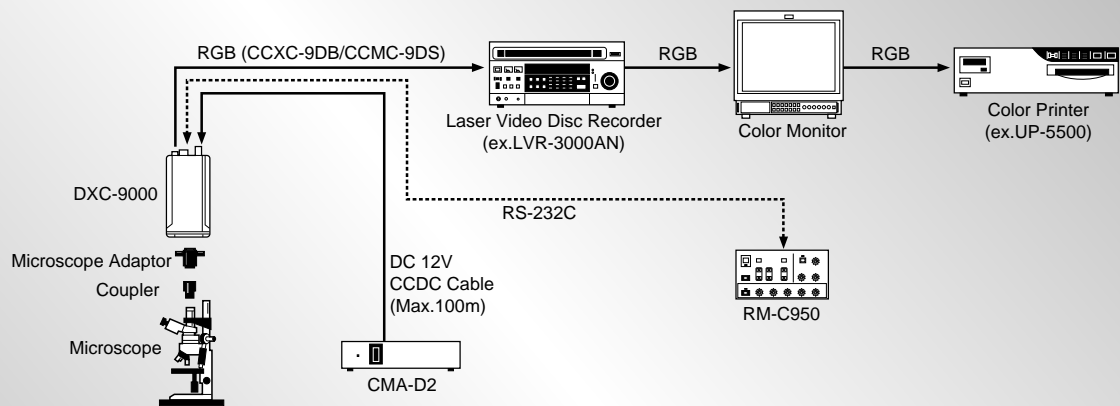 RGB (CCXC-9DB/CCMC-9DS)
RGB
RGB
Laser Video Disc Recorder
(ex.LVR-3000AN)
Color Monitor
Color Printer
(ex.UP-5500)
DXC-9000
RS-232C
Microscope Adaptor
Coupler
Microscope
DC 12V
CCDC Cable
(Max.100m)
CMA-D2
RM-C950